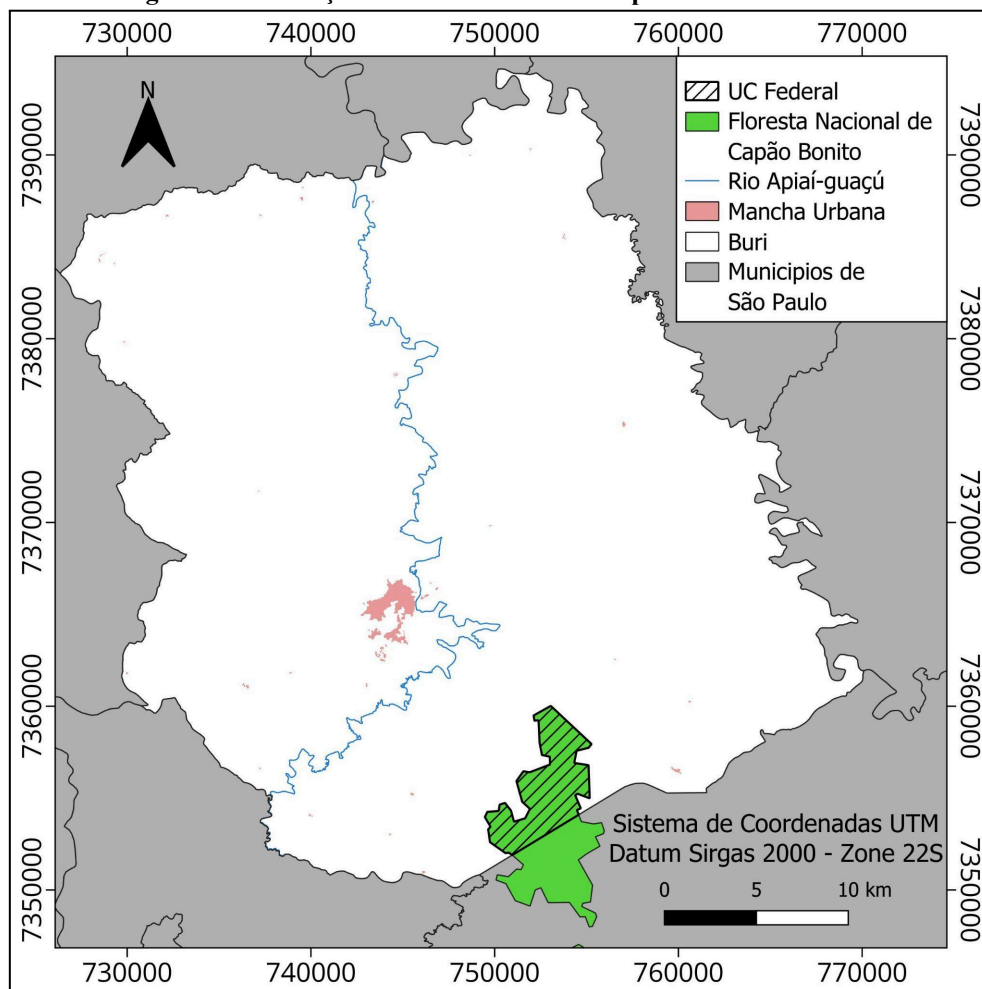 730000 740000 750000 760000 770000
N
UC Federal
Floresta Nacional de
Capão Bonito
Rio Apiaí-guaçú
Mancha Urbana
Buri
Municipios de
São Paulo
7390000 7390000
7380000 7380000
7370000 7370000
7360000 7360000
7350000 7350000
Sistema de Coordenadas UTM
Datum Sirgas 2000 - Zone 22S
0 5 10 km
730000 740000 750000 760000 770000